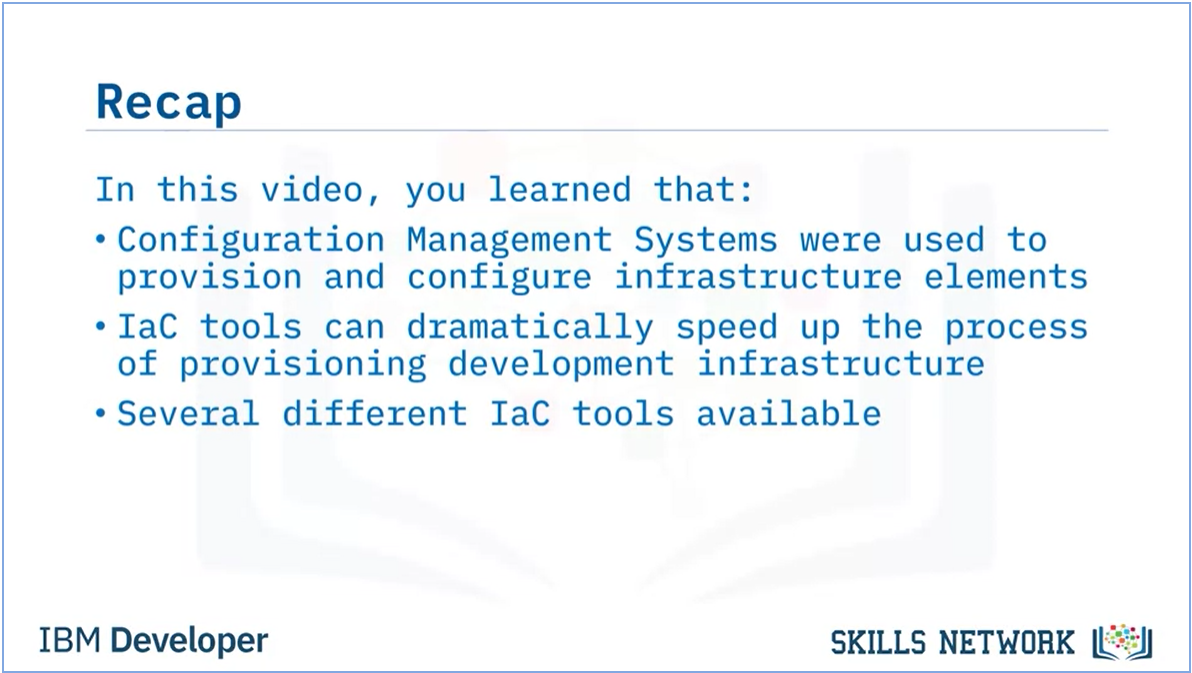 Recap
In this video, you learned that:
• Configuration Management Systems were used to
provision and configure infrastructure elements
• IaC tools can dramatically speed up the process
of provisioning development infrastructure
• Several different IaC tools available
IBM Developer
SKILLS NETWORK